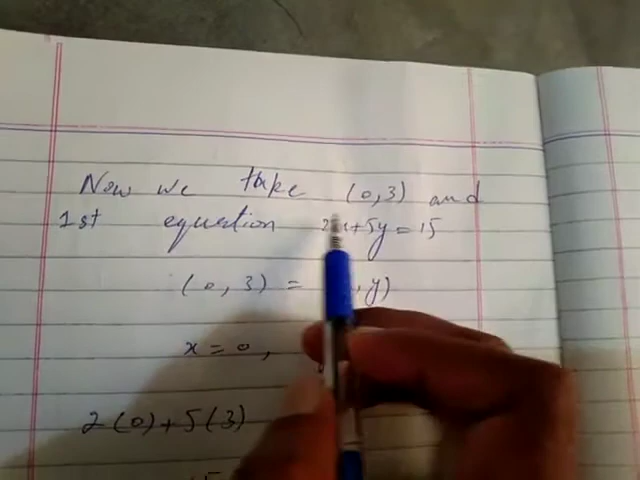 Now we take (0,3) and
1st equation 2x+5y=15
(0,3) = ,y)
x=0,
2(0)+5(3)